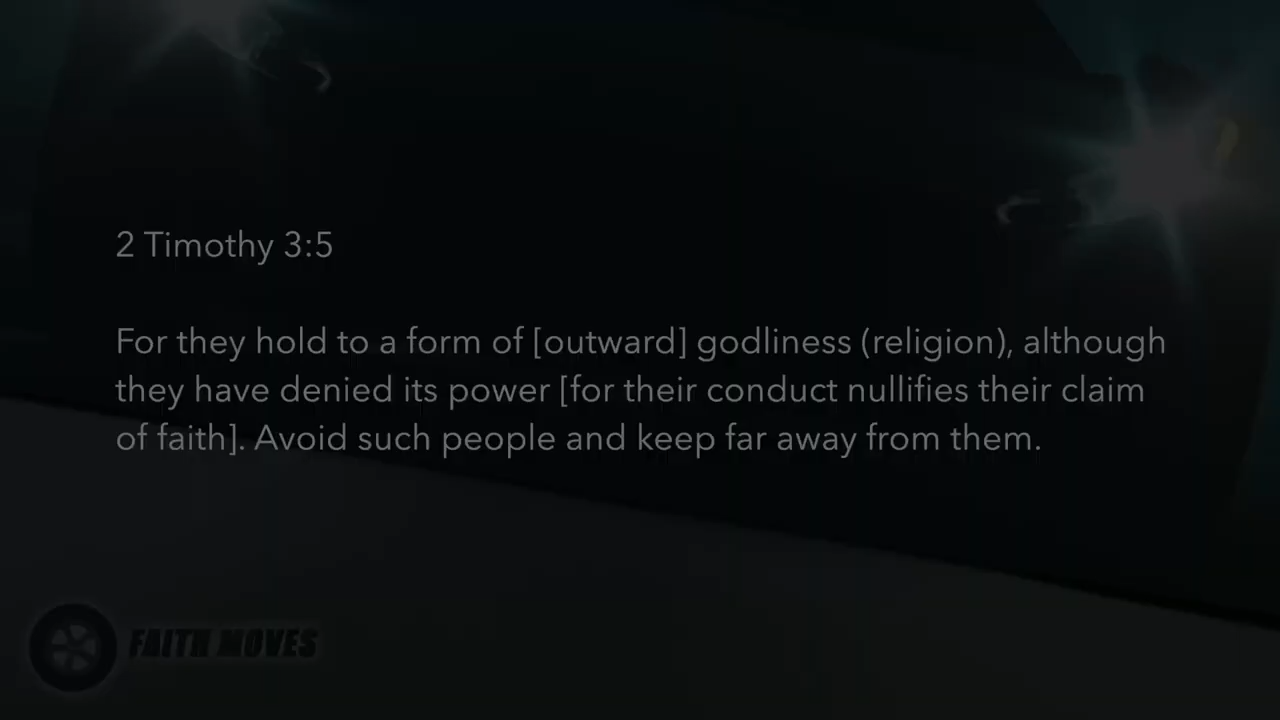 2 Timothy 3:5
For they hold to a form of [outward] godliness (religion), although
they have denied its power [for their conduct nullifies their claim
of faith]. Avoid such people and keep far away from them.
FAITH MOVES